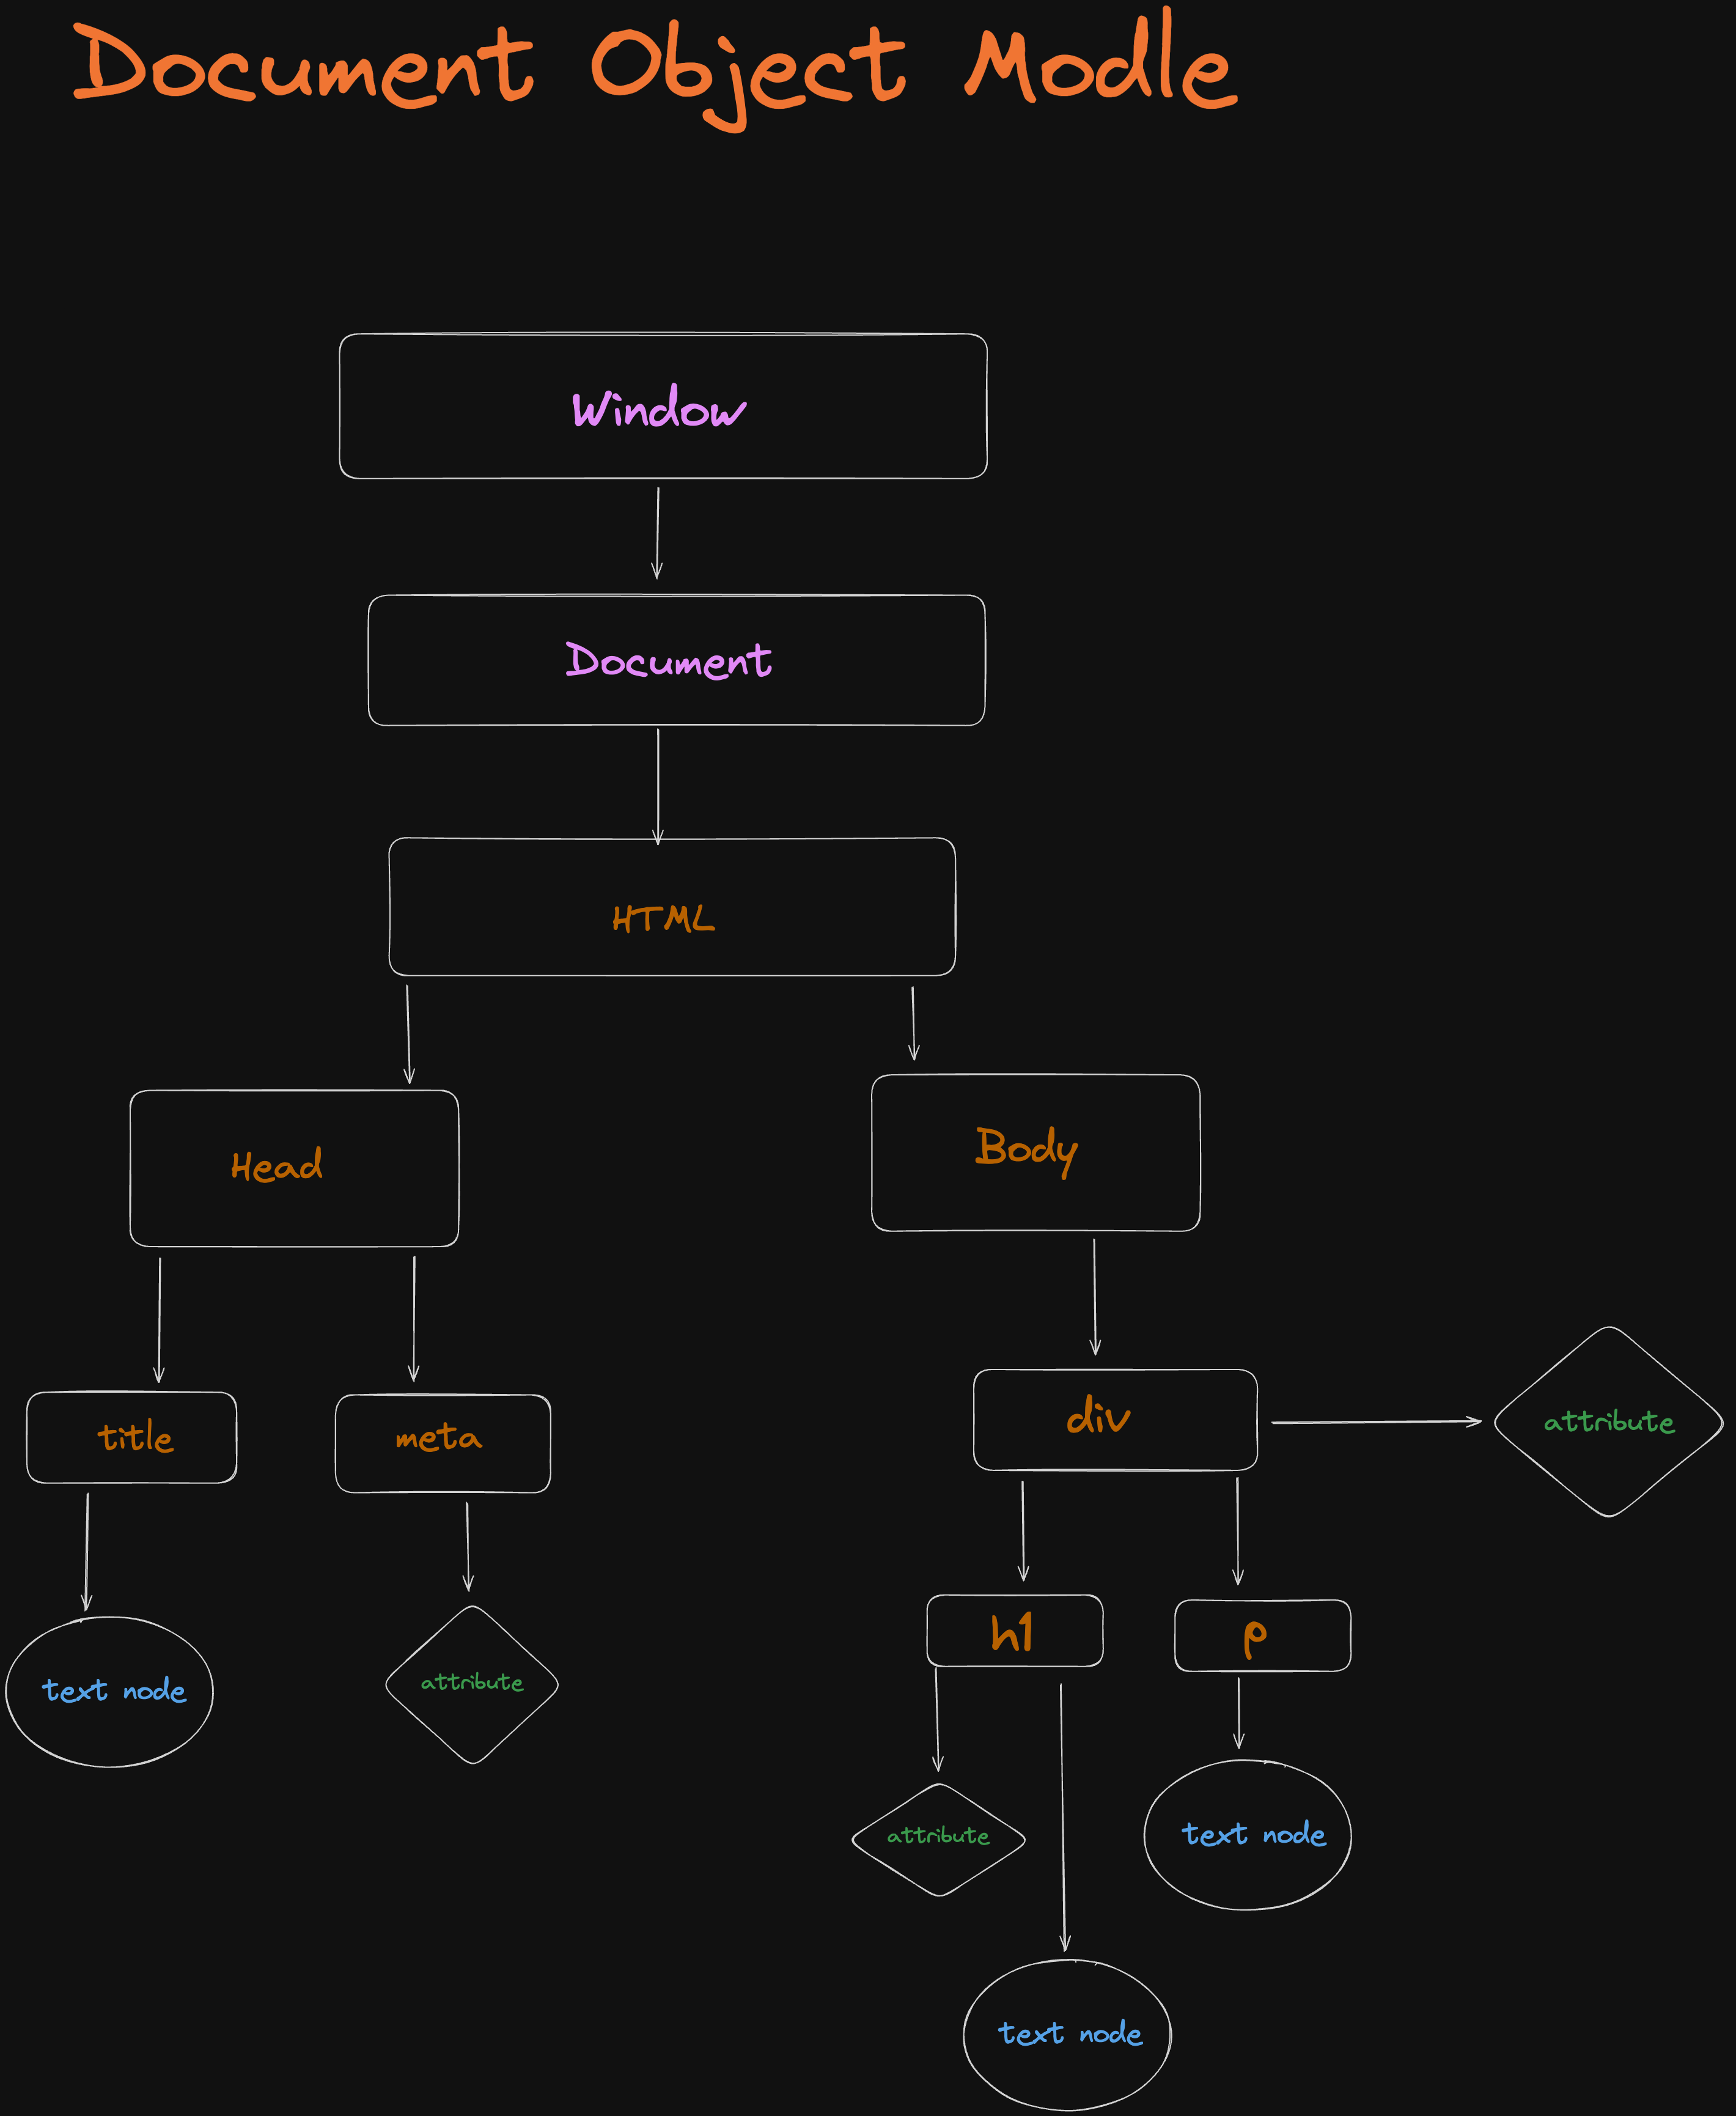 Document Object Modle
Window
Document
HTML
Head
Body
title
meta
div
attribute
h1
p
text node
attribute
attribute
text node
text node